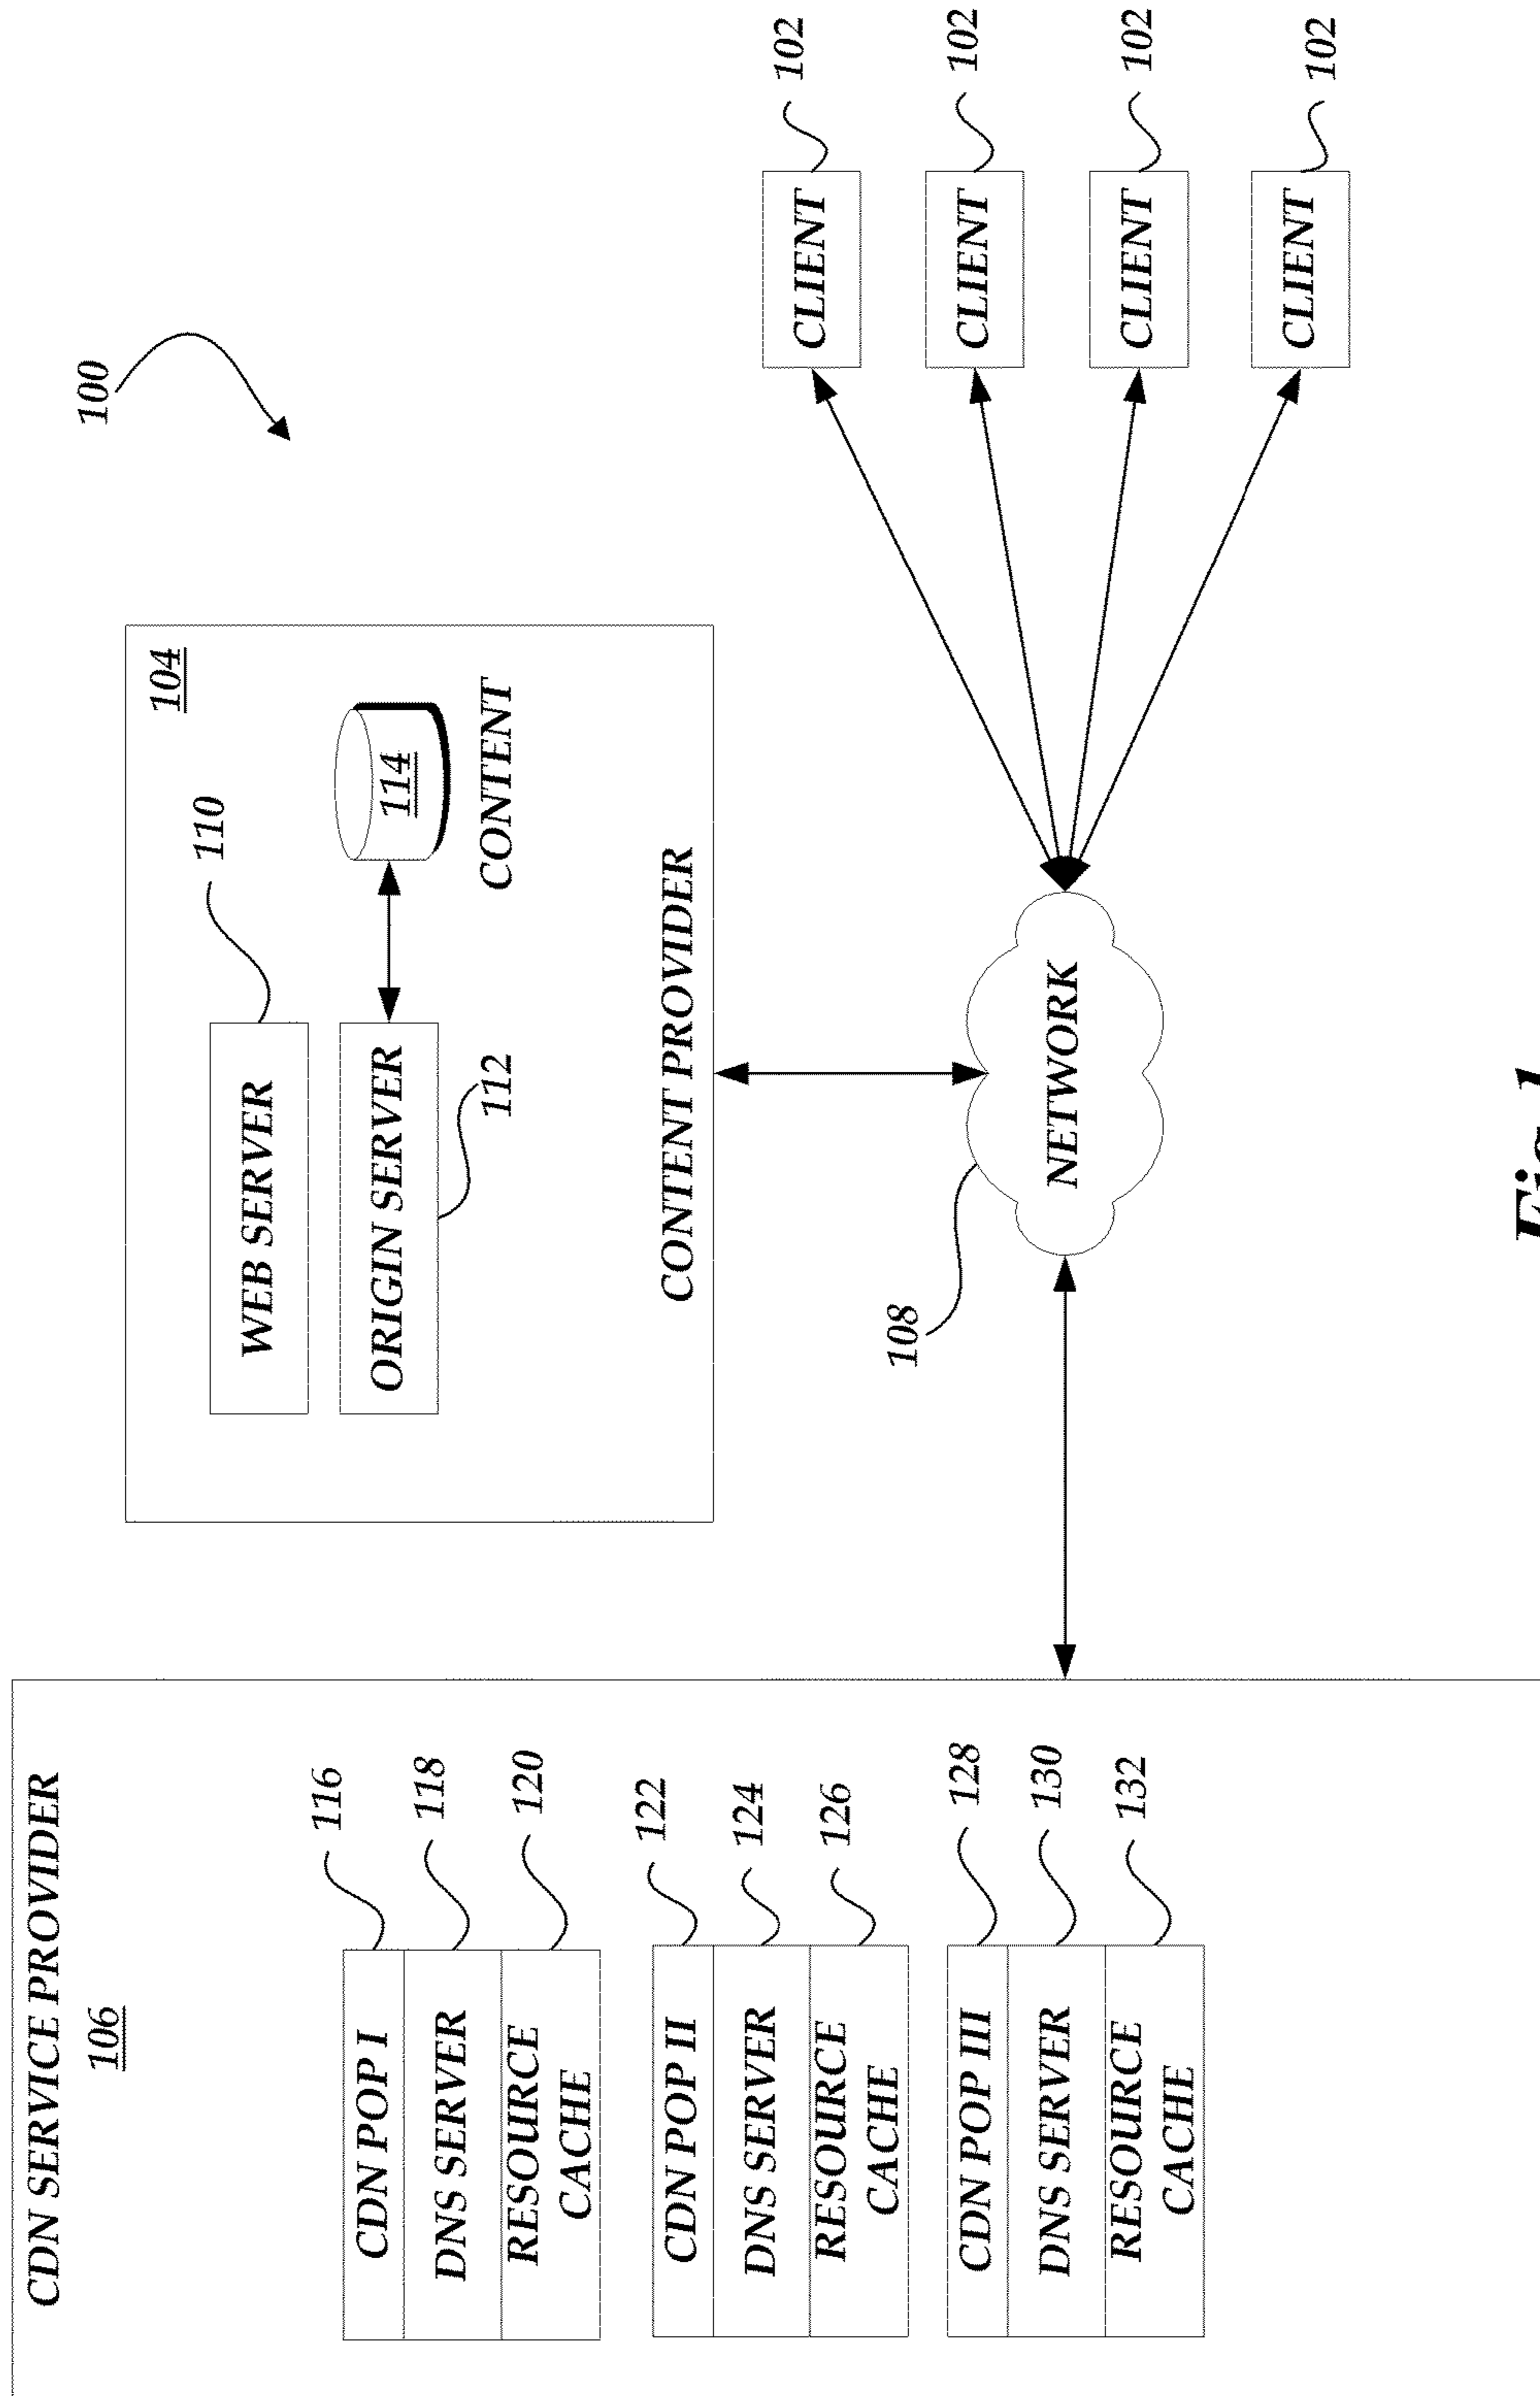 100
CDN SERVICE PROVIDER
106
CDN POP I
116
DNS SERVER
118
RESOURCE
CACHE
120
CDN POP II
122
DNS SERVER
124
RESOURCE
CACHE
126
CDN POP III
128
DNS SERVER
130
RESOURCE
CACHE
132
104
WEB SERVER
110
ORIGIN SERVER
112
114
CONTENT
CONTENT PROVIDER
108
NETWORK
CLIENT
102
CLIENT
102
CLIENT
102
CLIENT
102